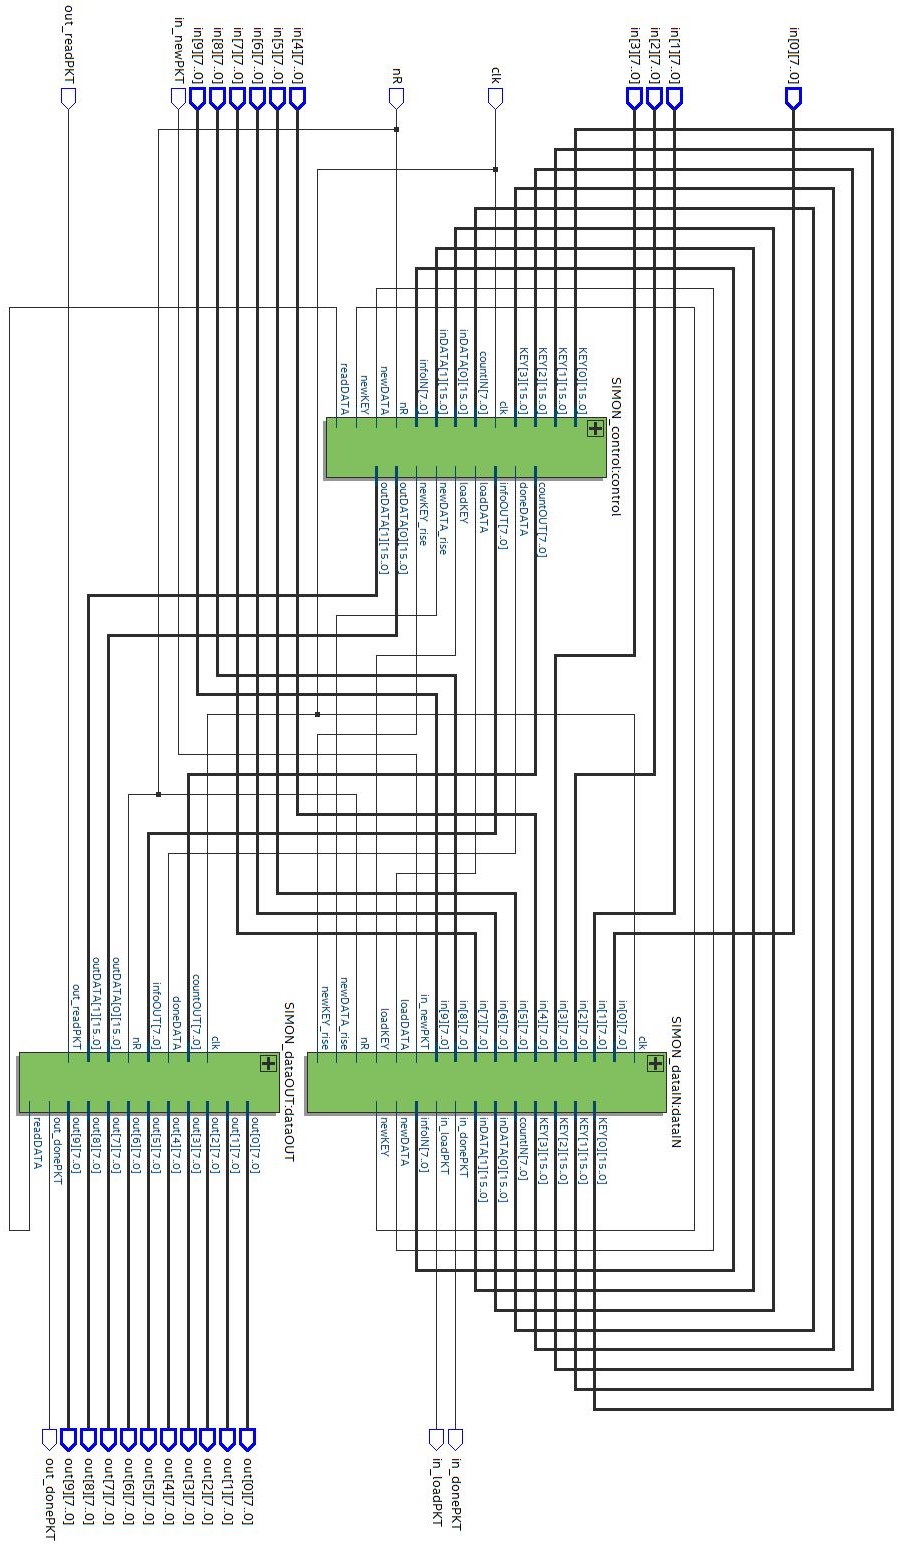 in[0][7..0]
in[1][7..0]
in[2][7..0]
in[3][7..0]
clk
nR
in[4][7..0]
in[5][7..0]
in[6][7..0]
in[7][7..0]
in[8][7..0]
in[9][7..0]
in_newPKT
out_readPKT
SIMON_control:control
KEY[0][15..0]
KEY[1][15..0]
KEY[2][15..0]
KEY[3][15..0]
clk
countIN[7..0]
inDATA[0][15..0]
inDATA[1][15..0]
infoIN[7..0]
nR
newDATA
newKEY
readDATA
countOUT[7..0]
doneDATA
infoOUT[7..0]
loadDATA
loadKEY
newDATA_rise
newKEY_rise
outDATA[0][15..0]
outDATA[1][15..0]
SIMON_dataIN:dataIN
clk
in[0][7..0]
in[1][7..0]
in[2][7..0]
in[3][7..0]
in[4][7..0]
in[5][7..0]
in[6][7..0]
in[7][7..0]
in[8][7..0]
in[9][7..0]
in_newPKT
loadDATA
loadKEY
nR
newDATA_rise
newKEY_rise
KEY[0][15..0]
KEY[1][15..0]
KEY[2][15..0]
KEY[3][15..0]
countIN[7..0]
inDATA[0][15..0]
inDATA[1][15..0]
in_donePKT
in_loadPKT
infoIN[7..0]
newDATA
newKEY
SIMON_dataOUT:dataOUT
clk
countOUT[7..0]
doneDATA
infoOUT[7..0]
nR
outDATA[0][15..0]
outDATA[1][15..0]
out_readPKT
out[0][7..0]
out[1][7..0]
out[2][7..0]
out[3][7..0]
out[4][7..0]
out[5][7..0]
out[6][7..0]
out[7][7..0]
out[8][7..0]
out[9][7..0]
out_donePKT
readDATA
in_donePKT
in_loadPKT
out[0][7..0]
out[1][7..0]
out[2][7..0]
out[3][7..0]
out[4][7..0]
out[5][7..0]
out[6][7..0]
out[7][7..0]
out[8][7..0]
out[9][7..0]
out_donePKT